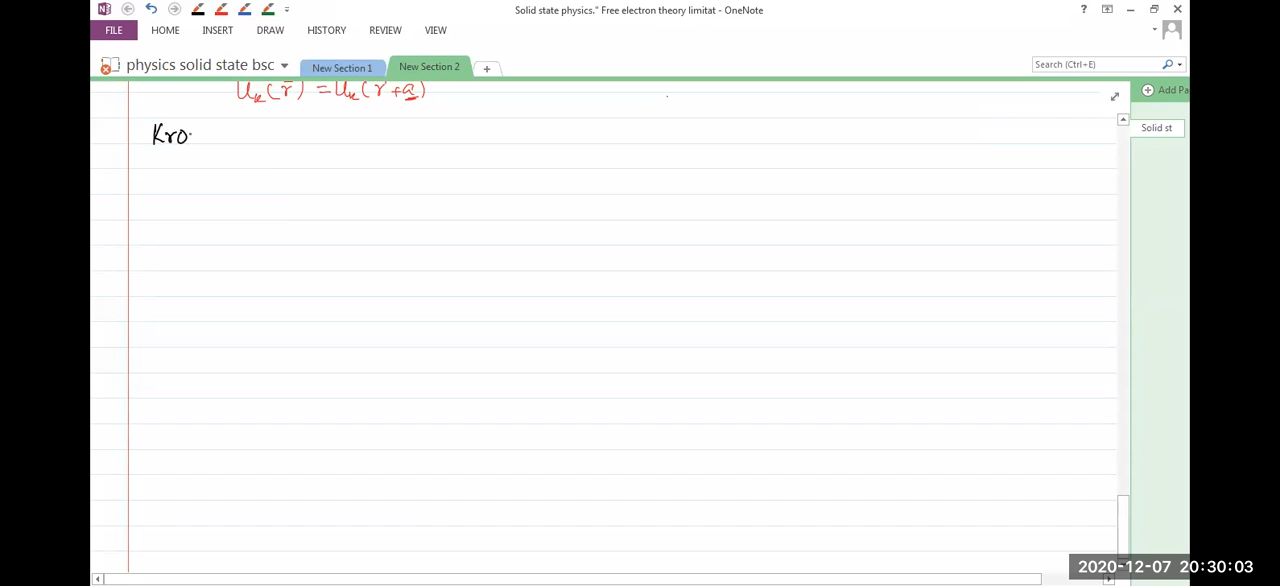 Solid state physics." Free electron theory limitat - OneNote
FILE HOME INSERT DRAW HISTORY REVIEW VIEW
physics solid state bsc New Section 1 New Section 2 + Search (Ctrl+E)
U_k(r̄) = U_k(r+a) Add Pa
Kro Solid st
2020-12-07 20:30:03